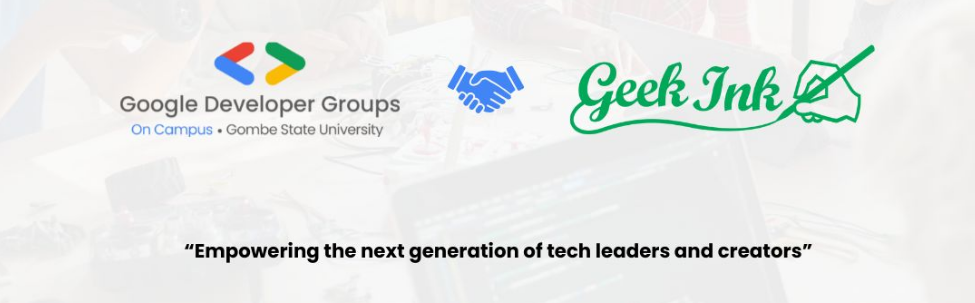 Google Developer Groups
On Campus • Gombe State University
Geek Ink
“Empowering the next generation of tech leaders and creators”